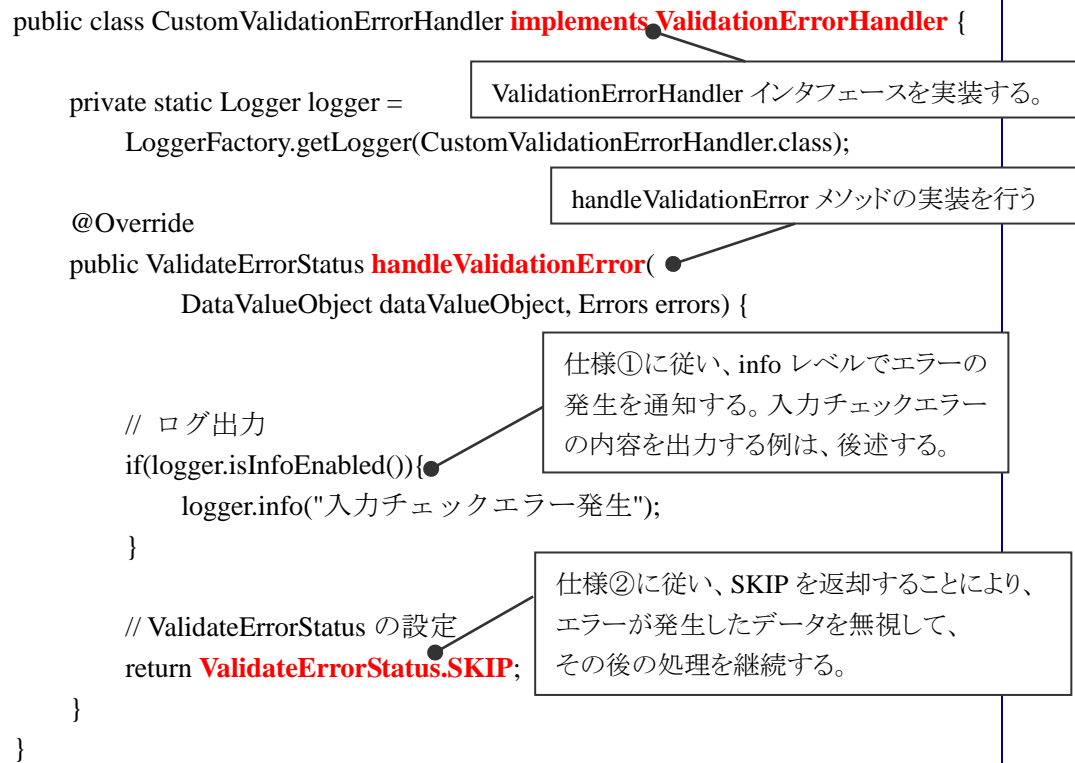 public class CustomValidationErrorHandler implements ValidationErrorHandler {
ValidationErrorHandler インタフェースを実装する。
private static Logger logger =
LoggerFactory.getLogger(CustomValidationErrorHandler.class);
handleValidationError メソッドの実装を行う
@Override
public ValidateErrorStatus handleValidationError(
DataValueObject dataValueObject, Errors errors) {
仕様①に従い、info レベルでエラーの
発生を通知する。入力チェックエラー
の内容を出力する例は、後述する。
// ログ出力
if(logger.isInfoEnabled()){
logger.info("入力チェックエラー発生");
}
仕様②に従い、SKIP を返却することにより、
エラーが発生したデータを無視して、
その後の処理を継続する。
// ValidateErrorStatus の設定
return ValidateErrorStatus.SKIP;
}
}